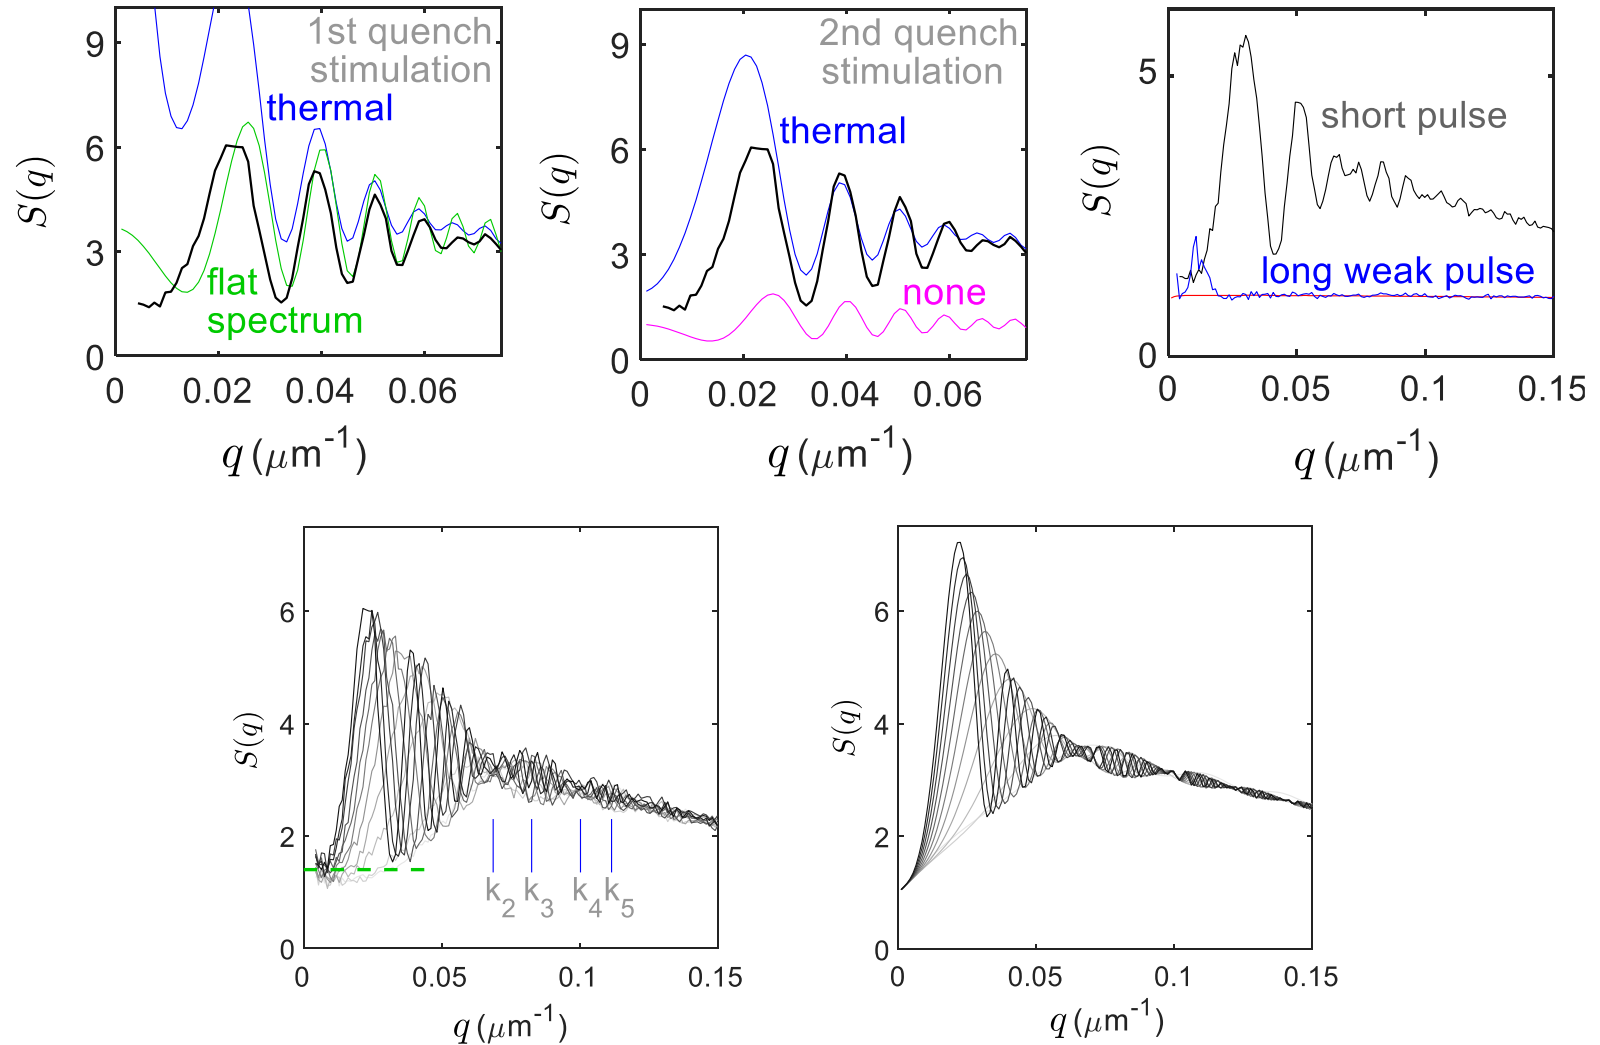 1st quench
stimulation
thermal
flat
spectrum
9
6
3
0
0
0.02
0.04
0.06
S(q)
q (μm⁻¹)
2nd quench
stimulation
thermal
none
9
6
3
0
0
0.02
0.04
0.06
S(q)
q (μm⁻¹)
short pulse
long weak pulse
5
0
0
0.05
0.1
0.15
S(q)
q (μm⁻¹)
6
4
2
0
k₂ k₃ k₄ k₅
0
0.05
0.1
0.15
S(q)
q (μm⁻¹)
6
4
2
0
0
0.05
0.1
0.15
S(q)
q (μm⁻¹)